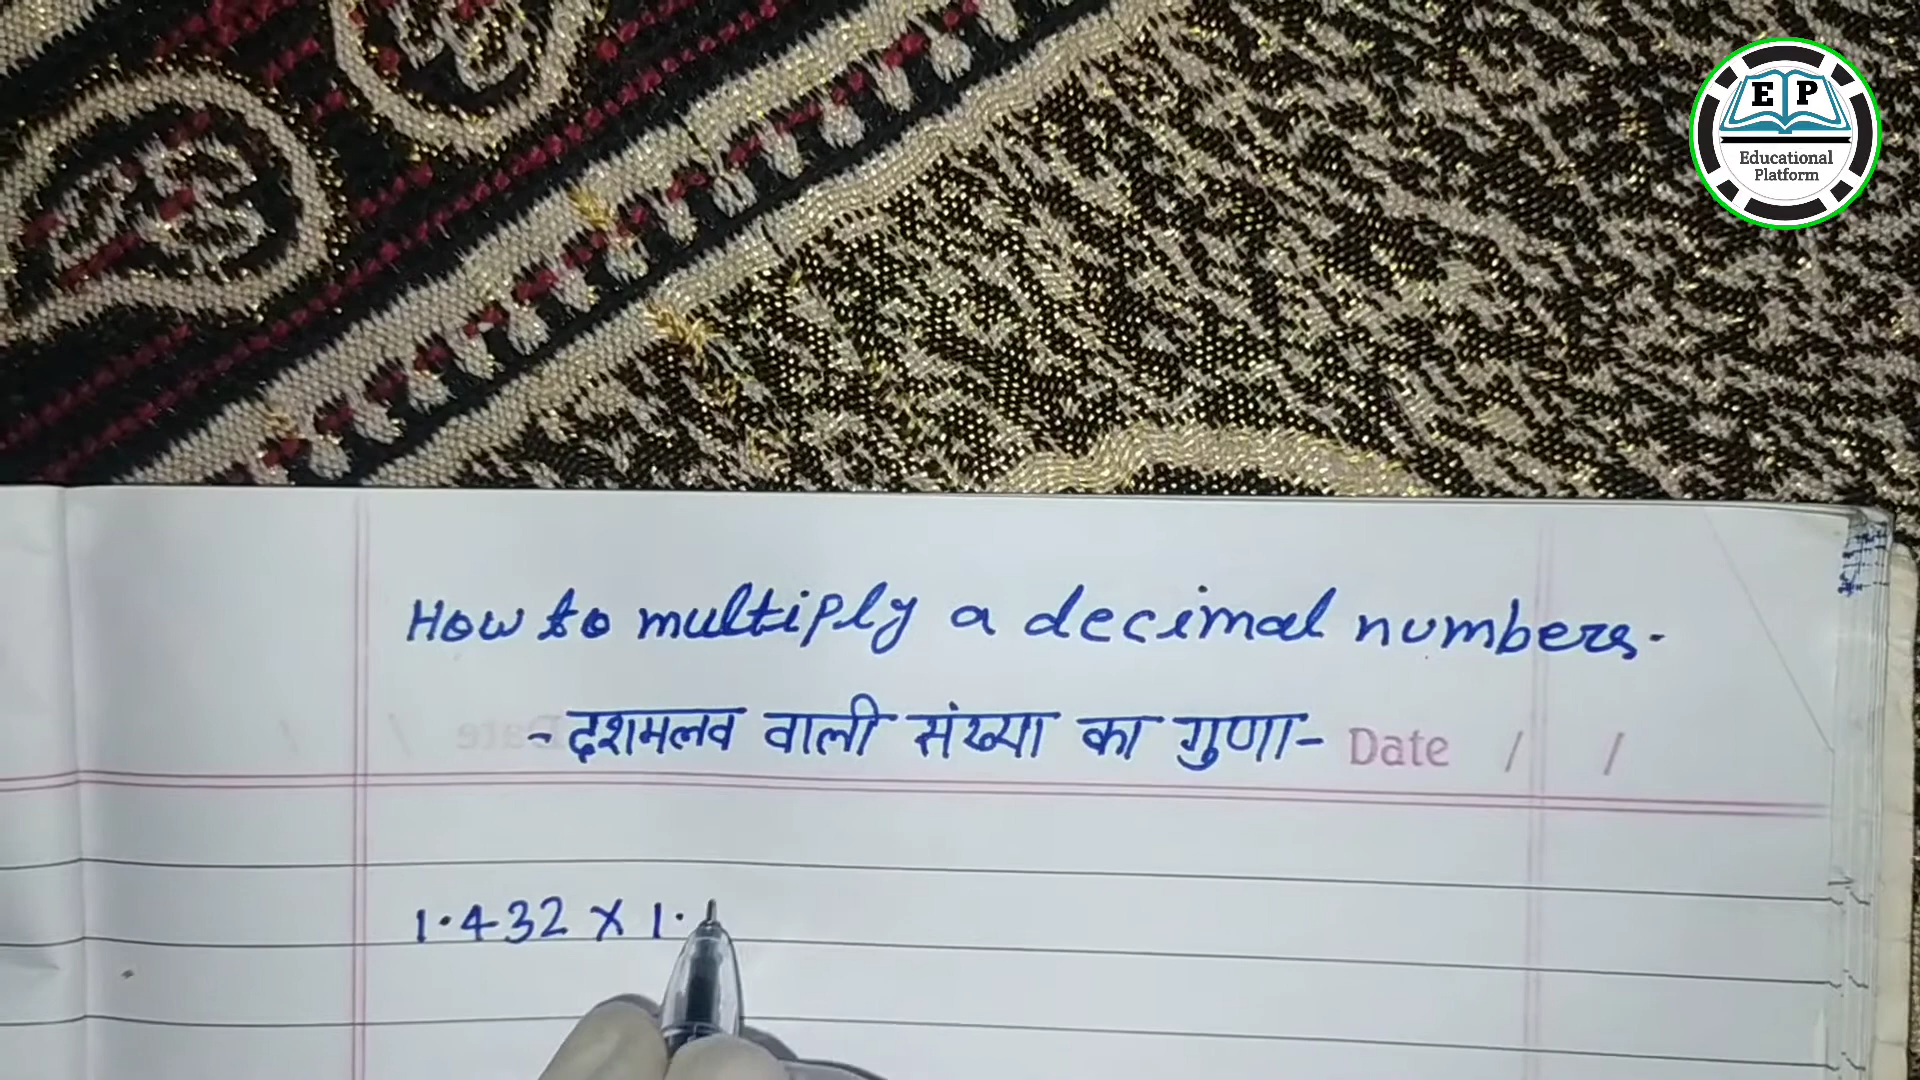 E P
Educational
Platform
How to multiply a decimal numbers.
- दशमलव वाली संख्या का गुणा -
Date / /
1.432 × 1.